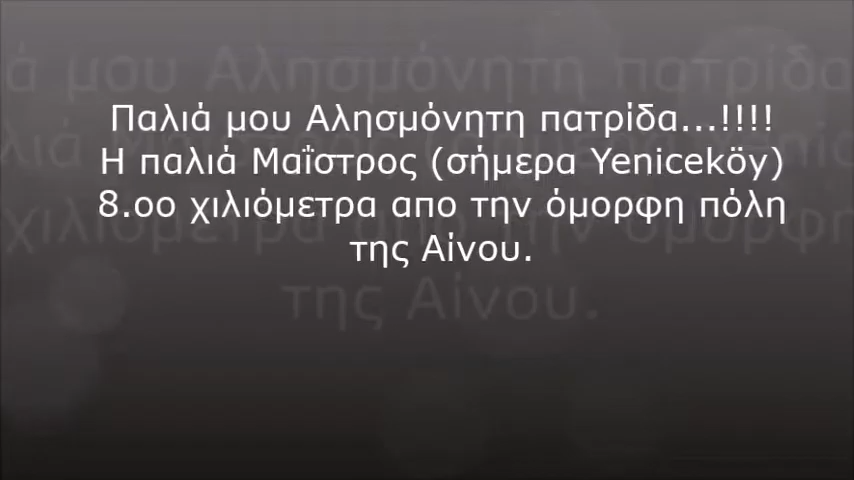 Παλιά μου Αλησμόνητη πατρίδα...!!!!
Η παλιά Μαΐστρος (σήμερα Yeniceköy)
8.οο χιλιόμετρα απο την όμορφη πόλη
της Αίνου.